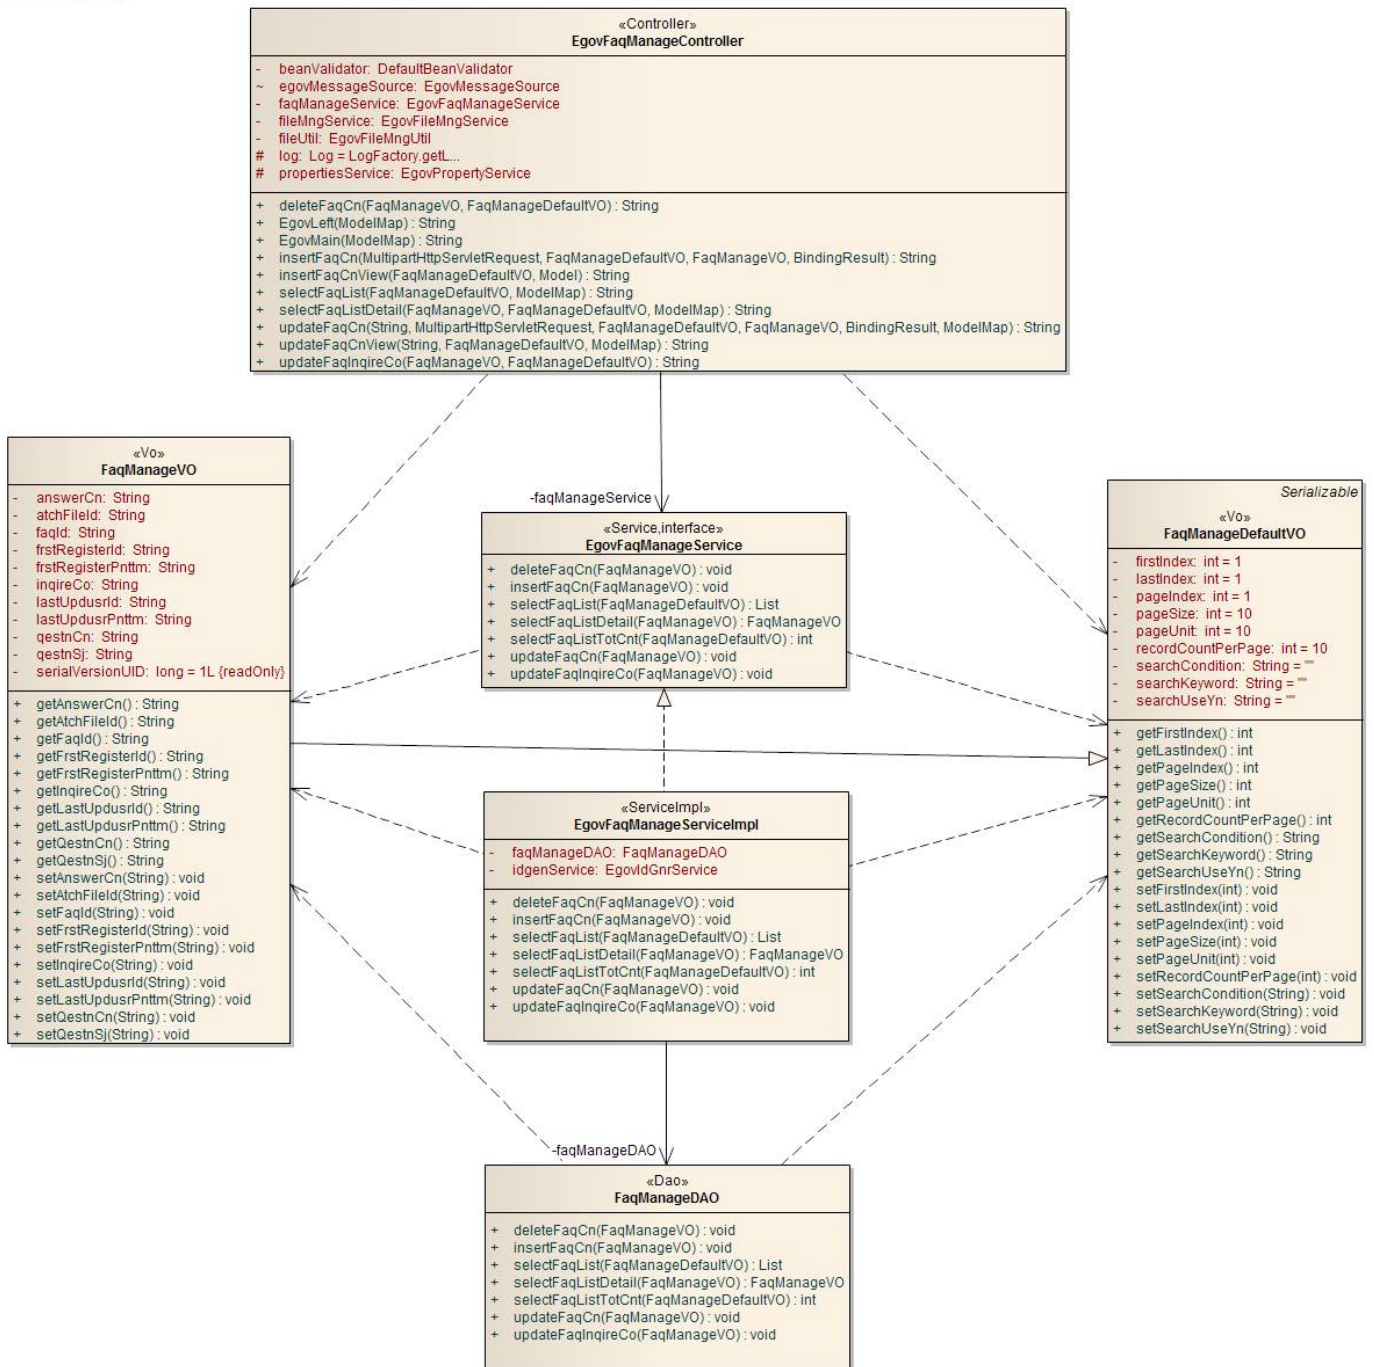 «Controller»
EgovFaqManageController
- beanValidator: DefaultBeanValidator
~ egovMessageSource: EgovMessageSource
- faqManageService: EgovFaqManageService
- fileMngService: EgovFileMngService
- fileUtil: EgovFileMngUtil
# log: Log = LogFactory.getL...
# propertiesService: EgovPropertyService
+ deleteFaqCn(FaqManageVO, FaqManageDefaultVO) : String
+ EgovLeft(ModelMap) : String
+ EgovMain(ModelMap) : String
+ insertFaqCn(MultipartHttpServletRequest, FaqManageDefaultVO, FaqManageVO, BindingResult) : String
+ insertFaqCnView(FaqManageDefaultVO, Model) : String
+ selectFaqList(FaqManageDefaultVO, ModelMap) : String
+ selectFaqListDetail(FaqManageVO, FaqManageDefaultVO, ModelMap) : String
+ updateFaqCn(String, MultipartHttpServletRequest, FaqManageDefaultVO, FaqManageVO, BindingResult, ModelMap) : String
+ updateFaqCnView(String, FaqManageDefaultVO, ModelMap) : String
+ updateFaqInqireCo(FaqManageVO, FaqManageDefaultVO) : String
«Vo»
FaqManageVO
- answerCn: String
- atchFileId: String
- faqId: String
- frstRegisterId: String
- frstRegisterPnttm: String
- inqireCo: String
- lastUpdusrId: String
- lastUpdusrPnttm: String
- qestnCn: String
- qestnSj: String
- serialVersionUID: long = 1L {readOnly}
+ getAnswerCn() : String
+ getAtchFileId() : String
+ getFaqId() : String
+ getFrstRegisterId() : String
+ getFrstRegisterPnttm() : String
+ getInqireCo() : String
+ getLastUpdusrId() : String
+ getLastUpdusrPnttm() : String
+ getQestnCn() : String
+ getQestnSj() : String
+ setAnswerCn(String) : void
+ setAtchFileId(String) : void
+ setFaqId(String) : void
+ setFrstRegisterId(String) : void
+ setFrstRegisterPnttm(String) : void
+ setInqireCo(String) : void
+ setLastUpdusrId(String) : void
+ setLastUpdusrPnttm(String) : void
+ setQestnCn(String) : void
+ setQestnSj(String) : void
-faqManageService
«Service,interface»
EgovFaqManageService
+ deleteFaqCn(FaqManageVO) : void
+ insertFaqCn(FaqManageVO) : void
+ selectFaqList(FaqManageDefaultVO) : List
+ selectFaqListDetail(FaqManageVO) : FaqManageVO
+ selectFaqListTotCnt(FaqManageDefaultVO) : int
+ updateFaqCn(FaqManageVO) : void
+ updateFaqInqireCo(FaqManageVO) : void
Serializable
«Vo»
FaqManageDefaultVO
- firstIndex: int = 1
- lastIndex: int = 1
- pageIndex: int = 1
- pageSize: int = 10
- pageUnit: int = 10
- recordCountPerPage: int = 10
- searchCondition: String = ""
- searchKeyword: String = ""
- searchUseYn: String = ""
+ getFirstIndex() : int
+ getLastIndex() : int
+ getPageIndex() : int
+ getPageSize() : int
+ getPageUnit() : int
+ getRecordCountPerPage() : int
+ getSearchCondition() : String
+ getSearchKeyword() : String
+ getSearchUseYn() : String
+ setFirstIndex(int) : void
+ setLastIndex(int) : void
+ setPageIndex(int) : void
+ setPageSize(int) : void
+ setPageUnit(int) : void
+ setRecordCountPerPage(int) : void
+ setSearchCondition(String) : void
+ setSearchKeyword(String) : void
+ setSearchUseYn(String) : void
«ServiceImpl»
EgovFaqManageServiceImpl
- faqManageDAO: FaqManageDAO
- idgenService: EgovIdGnrService
+ deleteFaqCn(FaqManageVO) : void
+ insertFaqCn(FaqManageVO) : void
+ selectFaqList(FaqManageDefaultVO) : List
+ selectFaqListDetail(FaqManageVO) : FaqManageVO
+ selectFaqListTotCnt(FaqManageDefaultVO) : int
+ updateFaqCn(FaqManageVO) : void
+ updateFaqInqireCo(FaqManageVO) : void
-faqManageDAO
«Dao»
FaqManageDAO
+ deleteFaqCn(FaqManageVO) : void
+ insertFaqCn(FaqManageVO) : void
+ selectFaqList(FaqManageDefaultVO) : List
+ selectFaqListDetail(FaqManageVO) : FaqManageVO
+ selectFaqListTotCnt(FaqManageDefaultVO) : int
+ updateFaqCn(FaqManageVO) : void
+ updateFaqInqireCo(FaqManageVO) : void